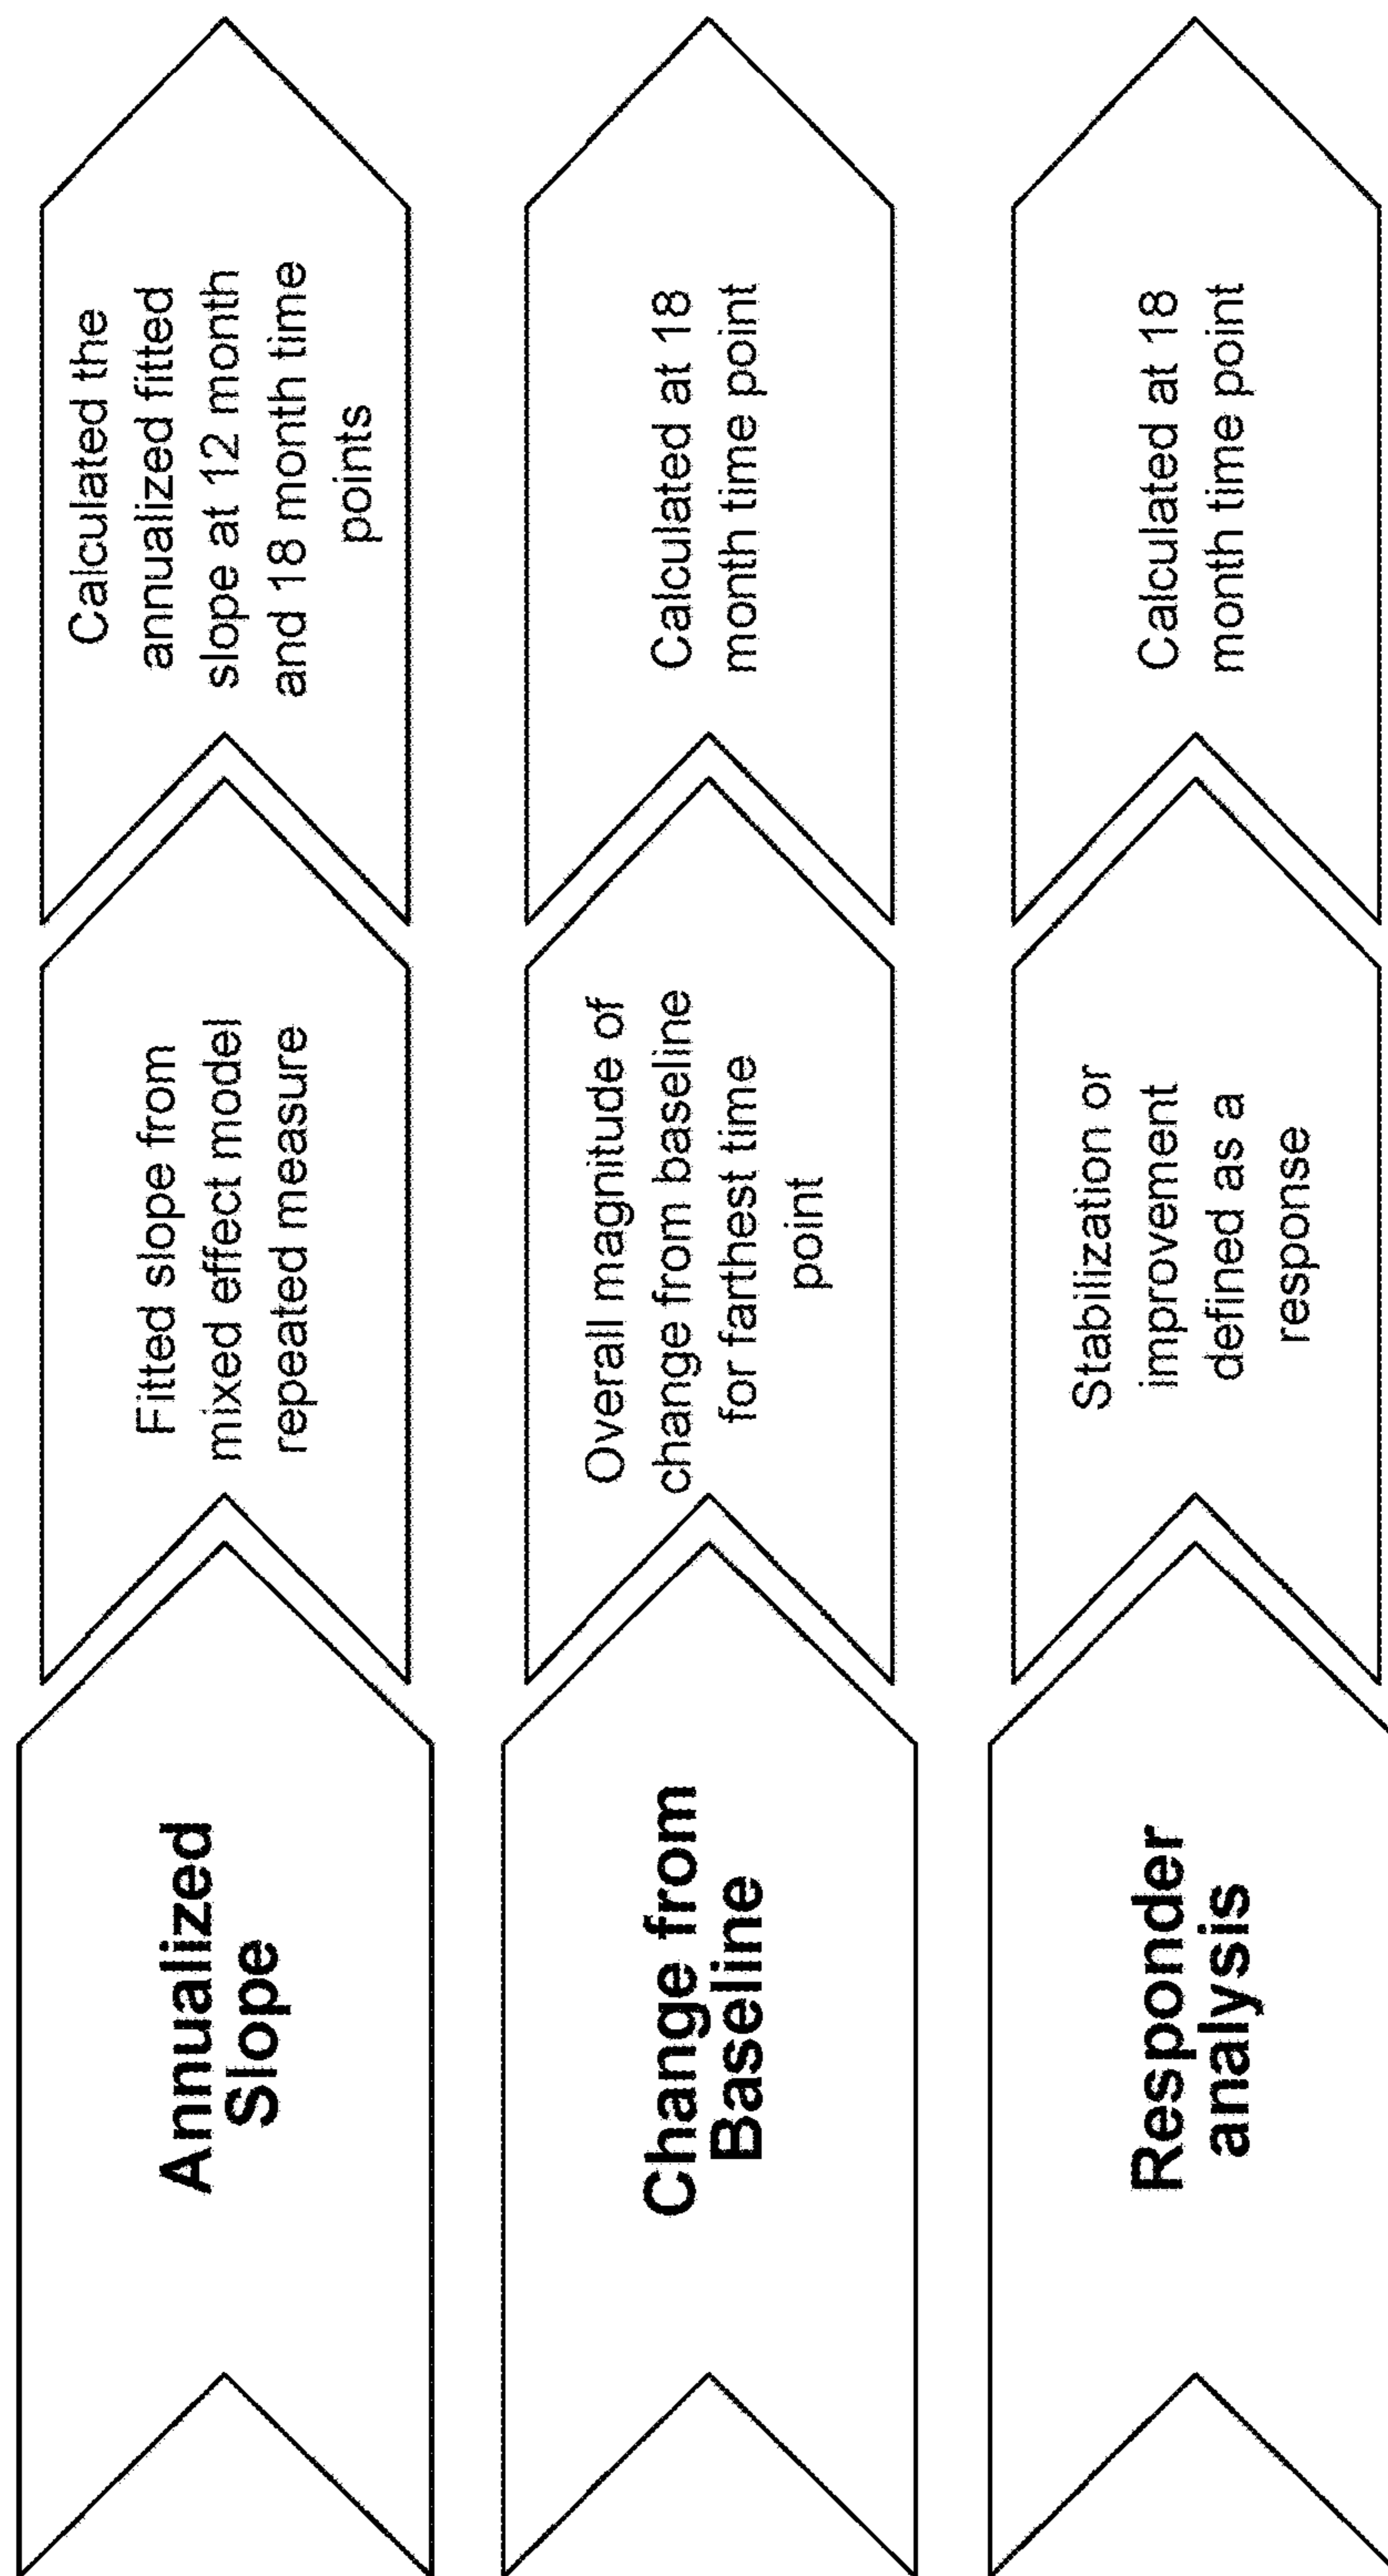 Annualized
Slope
Fitted slope from
mixed effect model
repeated measure
Calculated the
annualized fitted
slope at 12 month
and 18 month time
points
Change from
Baseline
Overall magnitude of
change from baseline
for farthest time
point
Calculated at 18
month time point
Responder
analysis
Stabilization or
improvement
defined as a
response
Calculated at 18
month time point